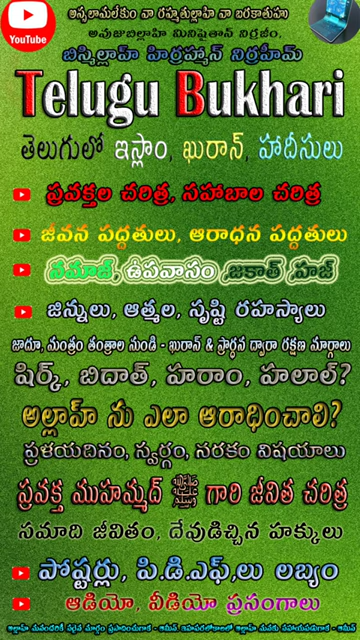 అస్సలాములేకుం వా రహ్మతుల్లాహి వా బరకాతుహు
YouTube
అవుజుబిల్లాహి మినిషైతాన్ నిర్రజీం,
బిస్మిల్లాహ్ హిర్రహ్మాన్ నిర్రహీమ్
Telugu Bukhari
తెలుగులో ఇస్లాం, ఖురాన్, హదీసులు
ప్రవక్తల చరిత్ర, సహాబాల చరిత్ర
జీవన పద్దతులు, ఆరాధన పద్దతులు
నమాజ్, ఉపవాసం ,జకాత్ ,హజ్
జిన్నులు, ఆత్మల, సృష్టి రహస్యాలు
జాదూ, మంత్రం తంత్రాల నుండి - ఖురాన్ & ప్రార్థన ద్వారా రక్షణ మార్గాలు
షిర్క్, బిదాత్, హరాం, హలాల్?
అల్లాహ్ ను ఎలా ఆరాధించాలి?
ప్రళయదినం, స్వర్గం, నరకం విషయాలు
ప్రవక్త ముహమ్మద్ ﷺ గారి జీవిత చరిత్ర
సమాది జీవితం, దేవుడిచ్చిన హక్కులు
పోస్టర్లు, పి.డి.ఎఫ్,లు లభ్యం
ఆడియో, వీడియో ప్రసంగాలు